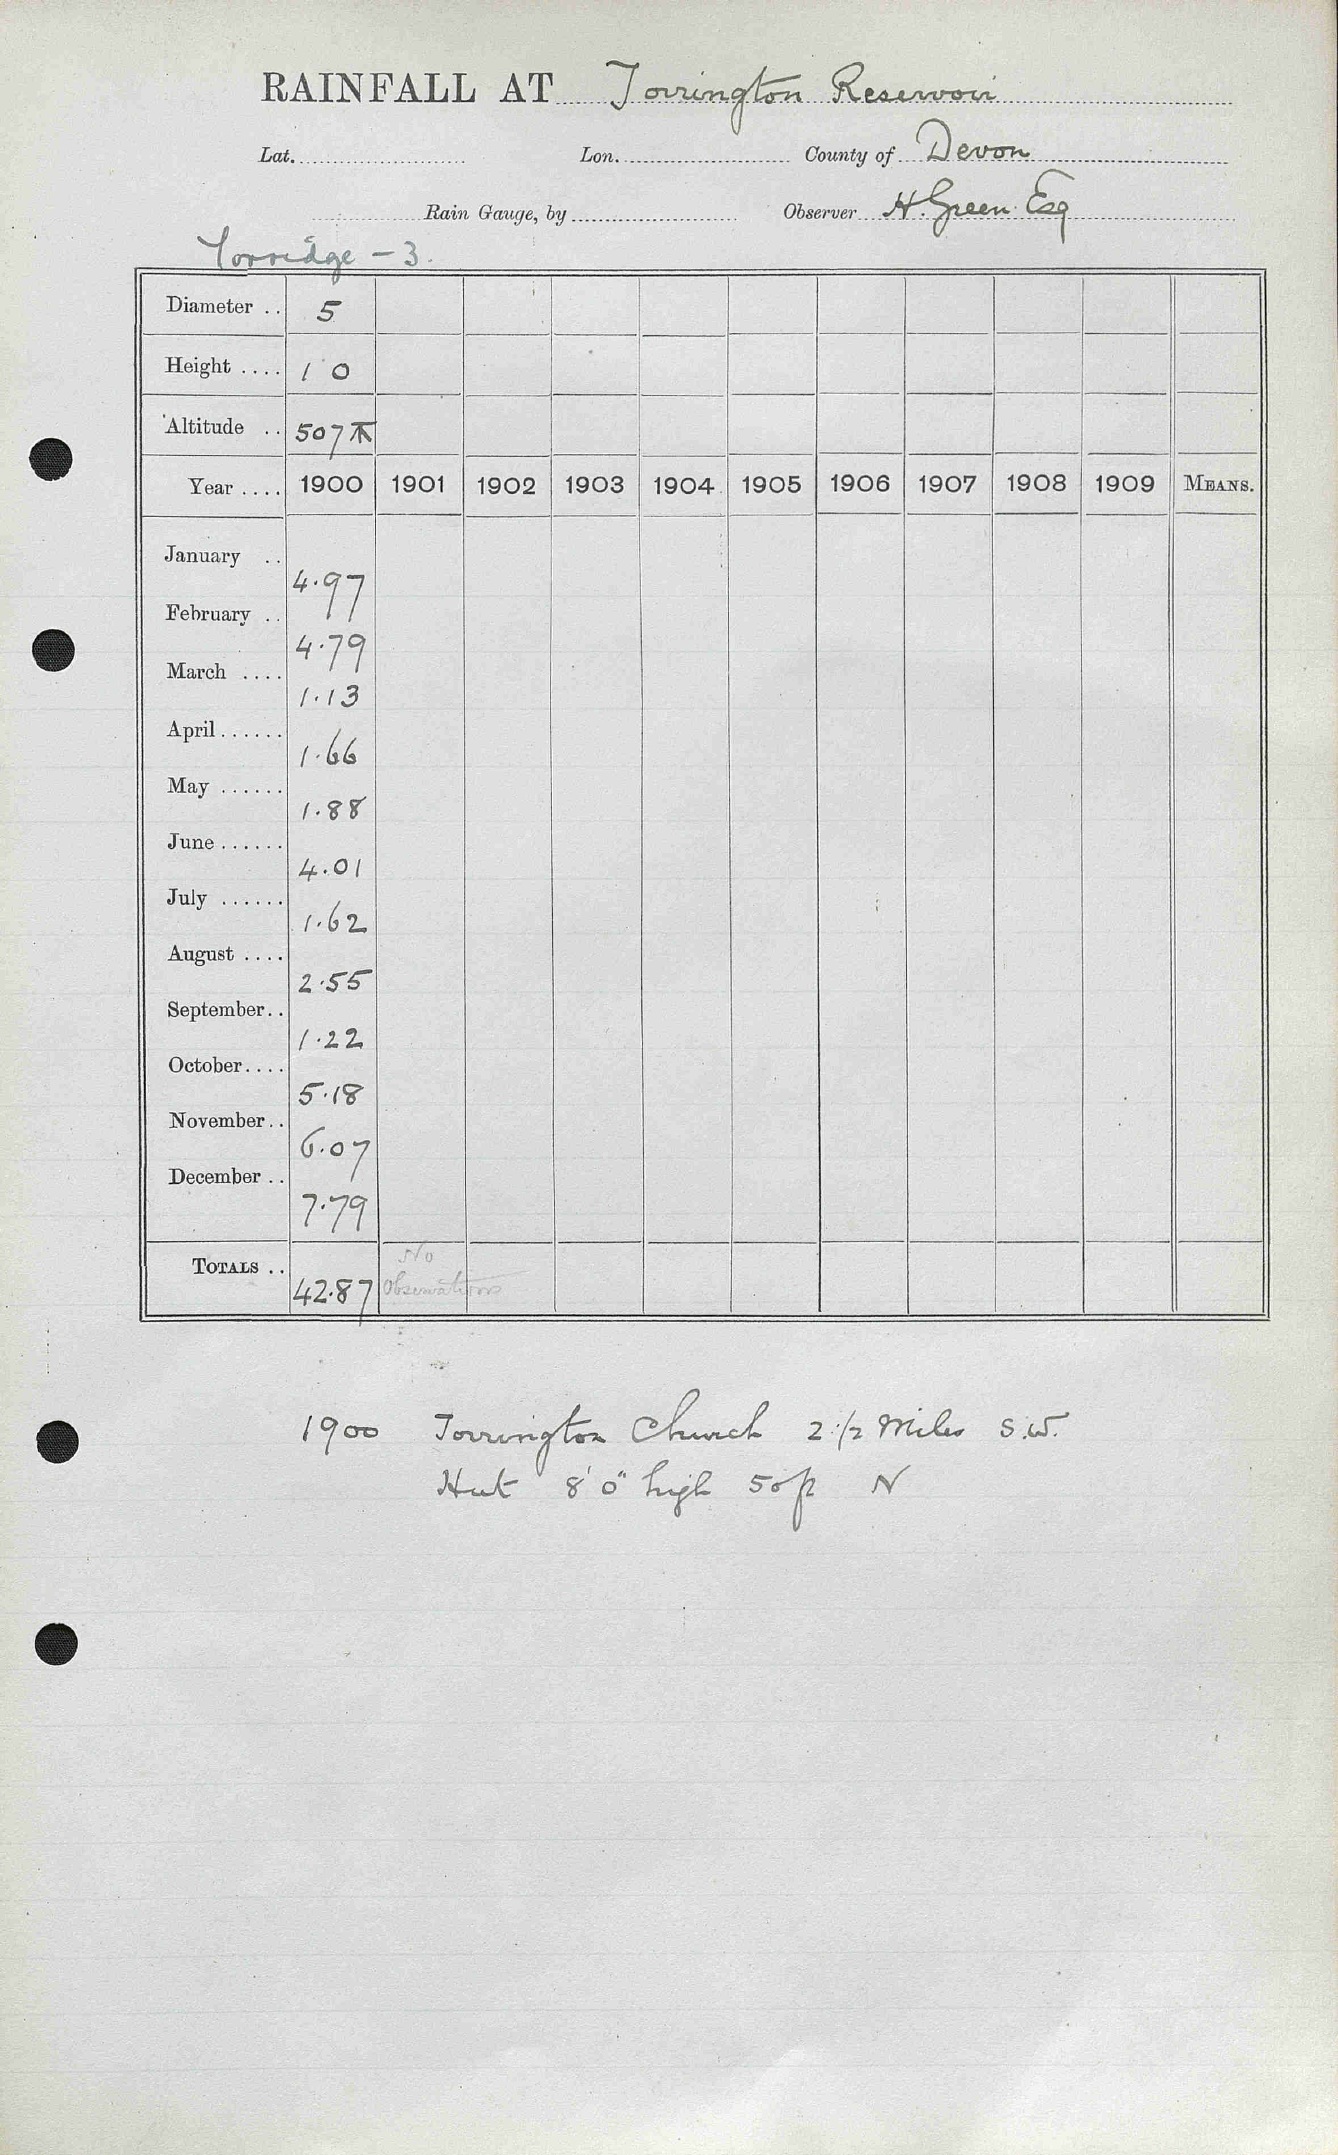 RAINFALL AT Torrington Reservoir
Lat. Lon. County of Devon
Rain Gauge, by Observer H. Green Esq
Torridge - 3.
Diameter .. 5
Height .... 1 0
Altitude .. 507
Year .... 1900 1901 1902 1903 1904 1905 1906 1907 1908 1909 MEANS.
January .. 4.97
February .. 4.79
March .... 1.13
April ...... 1.66
May ...... 1.88
June ...... 4.01
July ...... 1.62
August .... 2.55
September .. 1.22
October .... 5.18
November .. 6.07
December .. 7.79
TOTALS .. 42.87 No
Observations
1900 Torrington Church 2 1/2 Miles S.W.
Hut 8' 0" high N